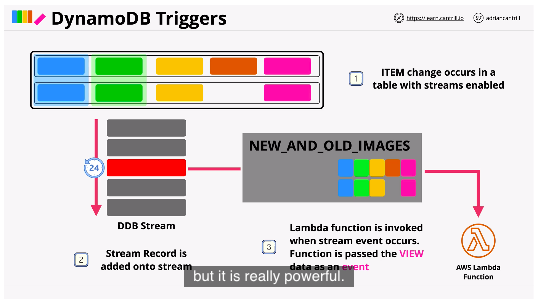 DynamoDB Triggers
https://learn.cantrill.io
adriancantrill
1
ITEM change occurs in a
table with streams enabled
24
NEW_AND_OLD_IMAGES
DDB Stream
2
Stream Record is
added onto stream
3
Lambda function is invoked
when stream event occurs.
Function is passed the VIEW
data as an event
AWS Lambda
Function
but it is really powerful.